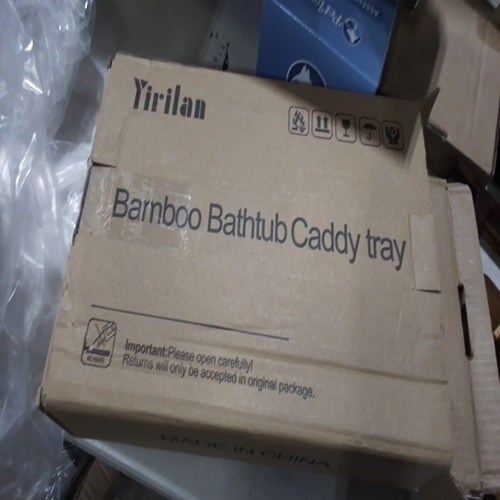 Yirilan
Bamboo Bathtub Caddy tray
Important:Please open carefully!
Returns will only be accepted in original package.
MADE IN CHINA